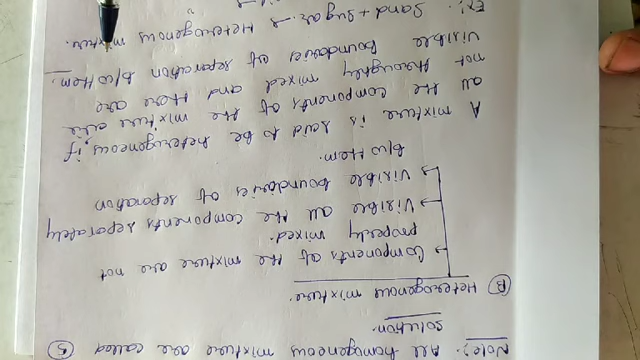 Note:- All homogeneous mixture are called 5
solution.
B Heterogenous mixture:
Components of the mixture are not
properly mixed.
Visible all the components separately
Visible boundaries of separation
b/w them.
A mixture is said to be heterogeneous if,
all the components of the mixture are
not thoroughly mixed and there are
visible boundaries of separation b/w them.
Ex:- Sand + Sugar → Heterogenous mixture.